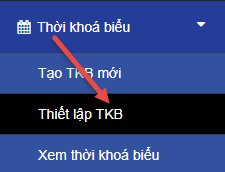 Thời khoá biểu
Tạo TKB mới
Thiết lập TKB
Xem thời khoá biểu